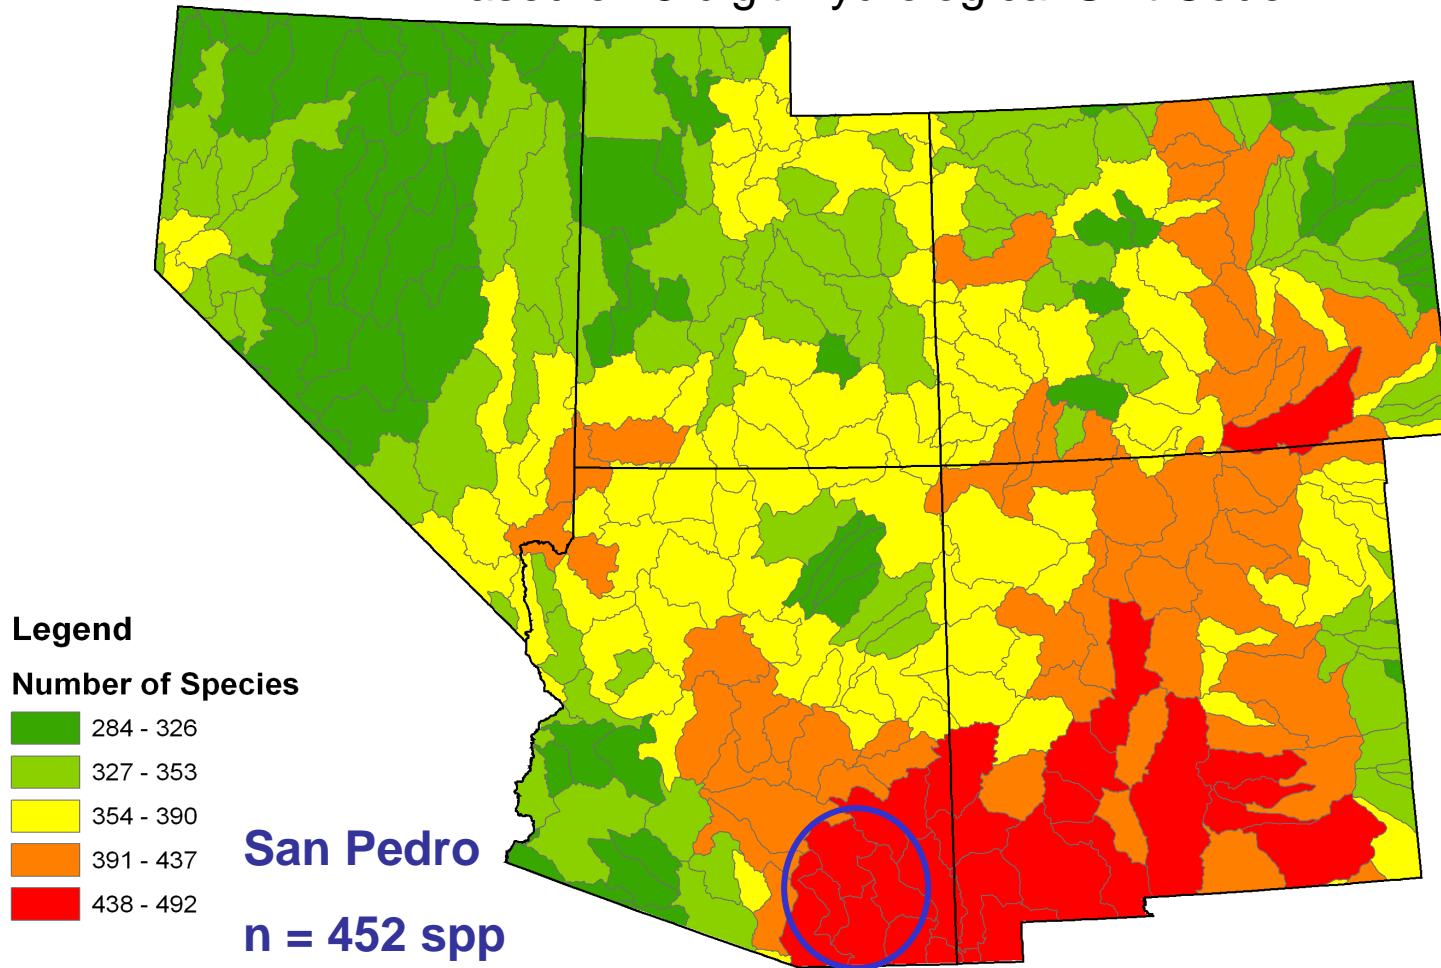 Legend
Number of Species
284 - 326
327 - 353
354 - 390
391 - 437
438 - 492
San Pedro
n = 452 spp